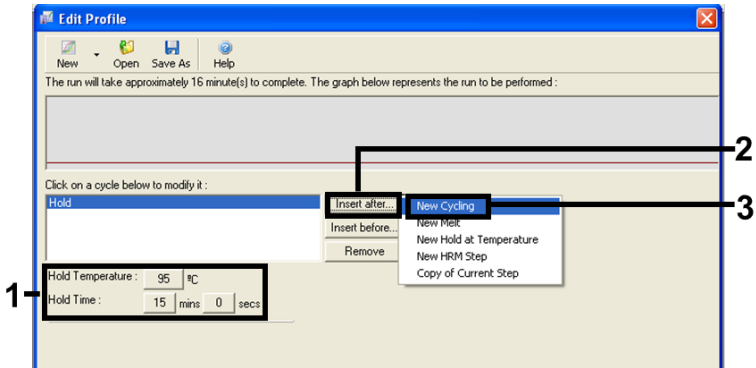 Edit Profile
New Open Save As Help
The run will take approximately 16 minute(s) to complete. The graph below represents the run to be performed :
2
Click on a cycle below to modify it :
Hold
Insert after...
New Cycling
3
Insert before...
New Melt
New Hold at Temperature
Remove
New HRM Step
Copy of Current Step
1
Hold Temperature : 95 ºC
Hold Time : 15 mins 0 secs